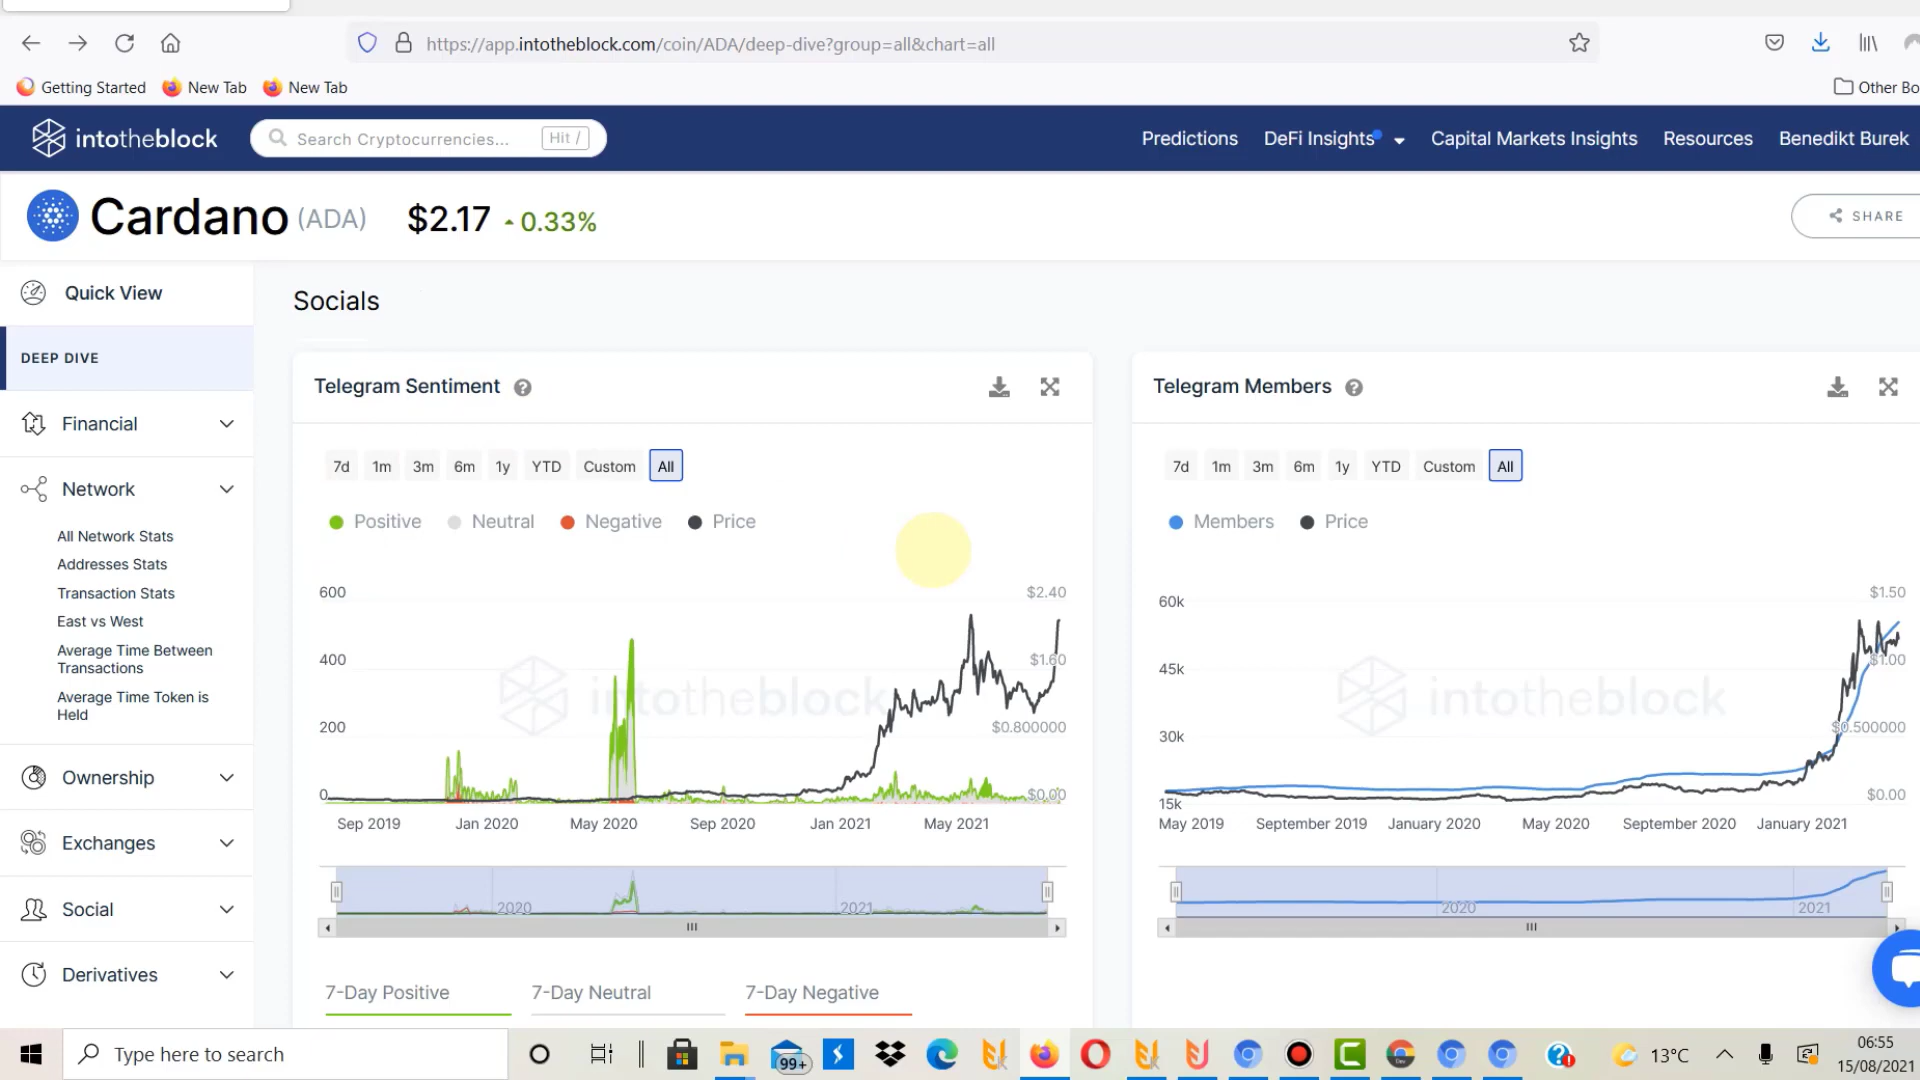 https://app.intotheblock.com/coin/ADA/deep-dive?group=all&chart=all
Getting Started New Tab New Tab Other Bo
intotheblock Search Cryptocurrencies... Hit / Predictions DeFi Insights Capital Markets Insights Resources Benedikt Burek
Cardano (ADA) $2.17 0.33% SHARE
Quick View
DEEP DIVE
Financial
Network
All Network Stats
Addresses Stats
Transaction Stats
East vs West
Average Time Between
Transactions
Average Time Token is
Held
Ownership
Exchanges
Social
Derivatives
Socials
Telegram Sentiment
7d 1m 3m 6m 1y YTD Custom All
Positive Neutral Negative Price
600 $2.40
400 $1.60
intotheblock
200 $0.800000
0 $0.00
Sep 2019 Jan 2020 May 2020 Sep 2020 Jan 2021 May 2021
2020 2021
7-Day Positive 7-Day Neutral 7-Day Negative
Telegram Members
7d 1m 3m 6m 1y YTD Custom All
Members Price
60k $1.50
45k $1.00
intotheblock
30k $0.500000
15k $0.00
May 2019 September 2019 January 2020 May 2020 September 2020 January 2021
2020 2021
Type here to search 99+ 13°C 06:55
15/08/2021